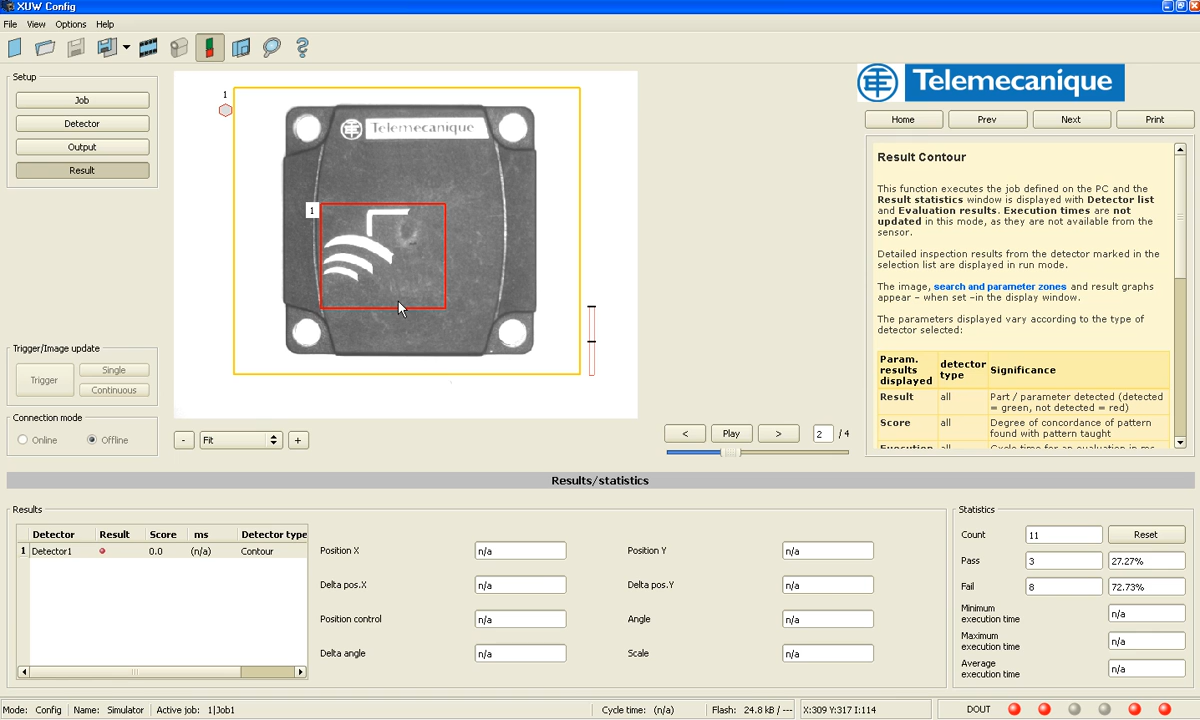 XUW Config
File View Options Help
Setup
Job
Detector
Output
Result
Trigger/Image update
Trigger
Single
Continuous
Connection mode
Online
Offline
1
Telemecanique
1
-
Fit
+
<
Play
>
2
/ 4
Telemecanique
Home
Prev
Next
Print
Result Contour
This function executes the job defined on the PC and the
Result statistics window is displayed with Detector list
and Evaluation results. Execution times are not
updated in this mode, as they are not available from the
sensor.
Detailed inspection results from the detector marked in the
selection list are displayed in run mode.
The image, search and parameter zones and result graphs
appear - when set -in the display window.
The parameters displayed vary according to the type of
detector selected:
Param. results displayed
detector type
Significance
Result
all
Part / parameter detected (detected
= green, not detected = red)
Score
all
Degree of concordance of pattern
found with pattern taught
Execution
all
Cycle time for an evaluation in ms
Results/statistics
Results
Detector Result Score ms Detector type
1 Detector1 0.0 (n/a) Contour
Position X n/a
Position Y n/a
Delta pos.X n/a
Delta pos.Y n/a
Position control n/a
Angle n/a
Delta angle n/a
Scale n/a
Statistics
Count 11 Reset
Pass 3 27.27%
Fail 8 72.73%
Minimum
execution time n/a
Maximum
execution time n/a
Average
execution time n/a
Mode: Config Name: Simulator Active job: 1|Job1 Cycle time: (n/a) Flash: 24.8 kB / --- X:309 Y:317 I:114 DOUT